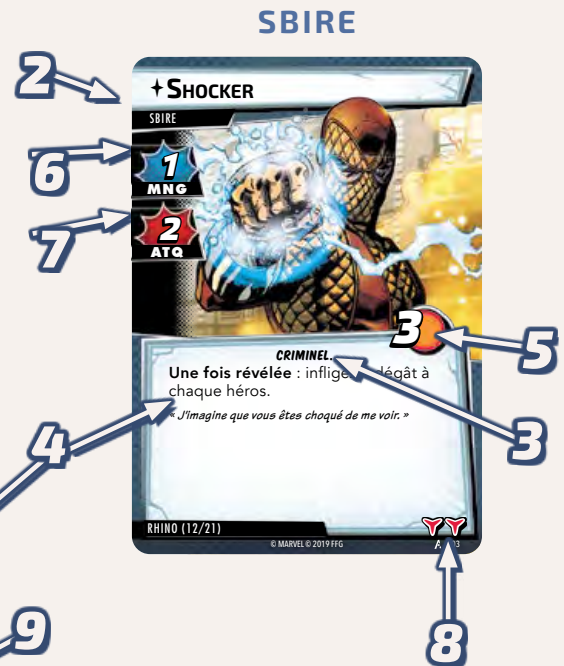 SBIRE
2
SHOCKER
SBIRE
6
1
MNG
7
2
ATQ
3
5
CRIMINEL.
Une fois révélée : dégât à
chaque héros.
« J'imagine que vous êtes choqué de me voir. »
4
3
RHINO (12/21)
© MARVEL © 2019 FFG
9
8